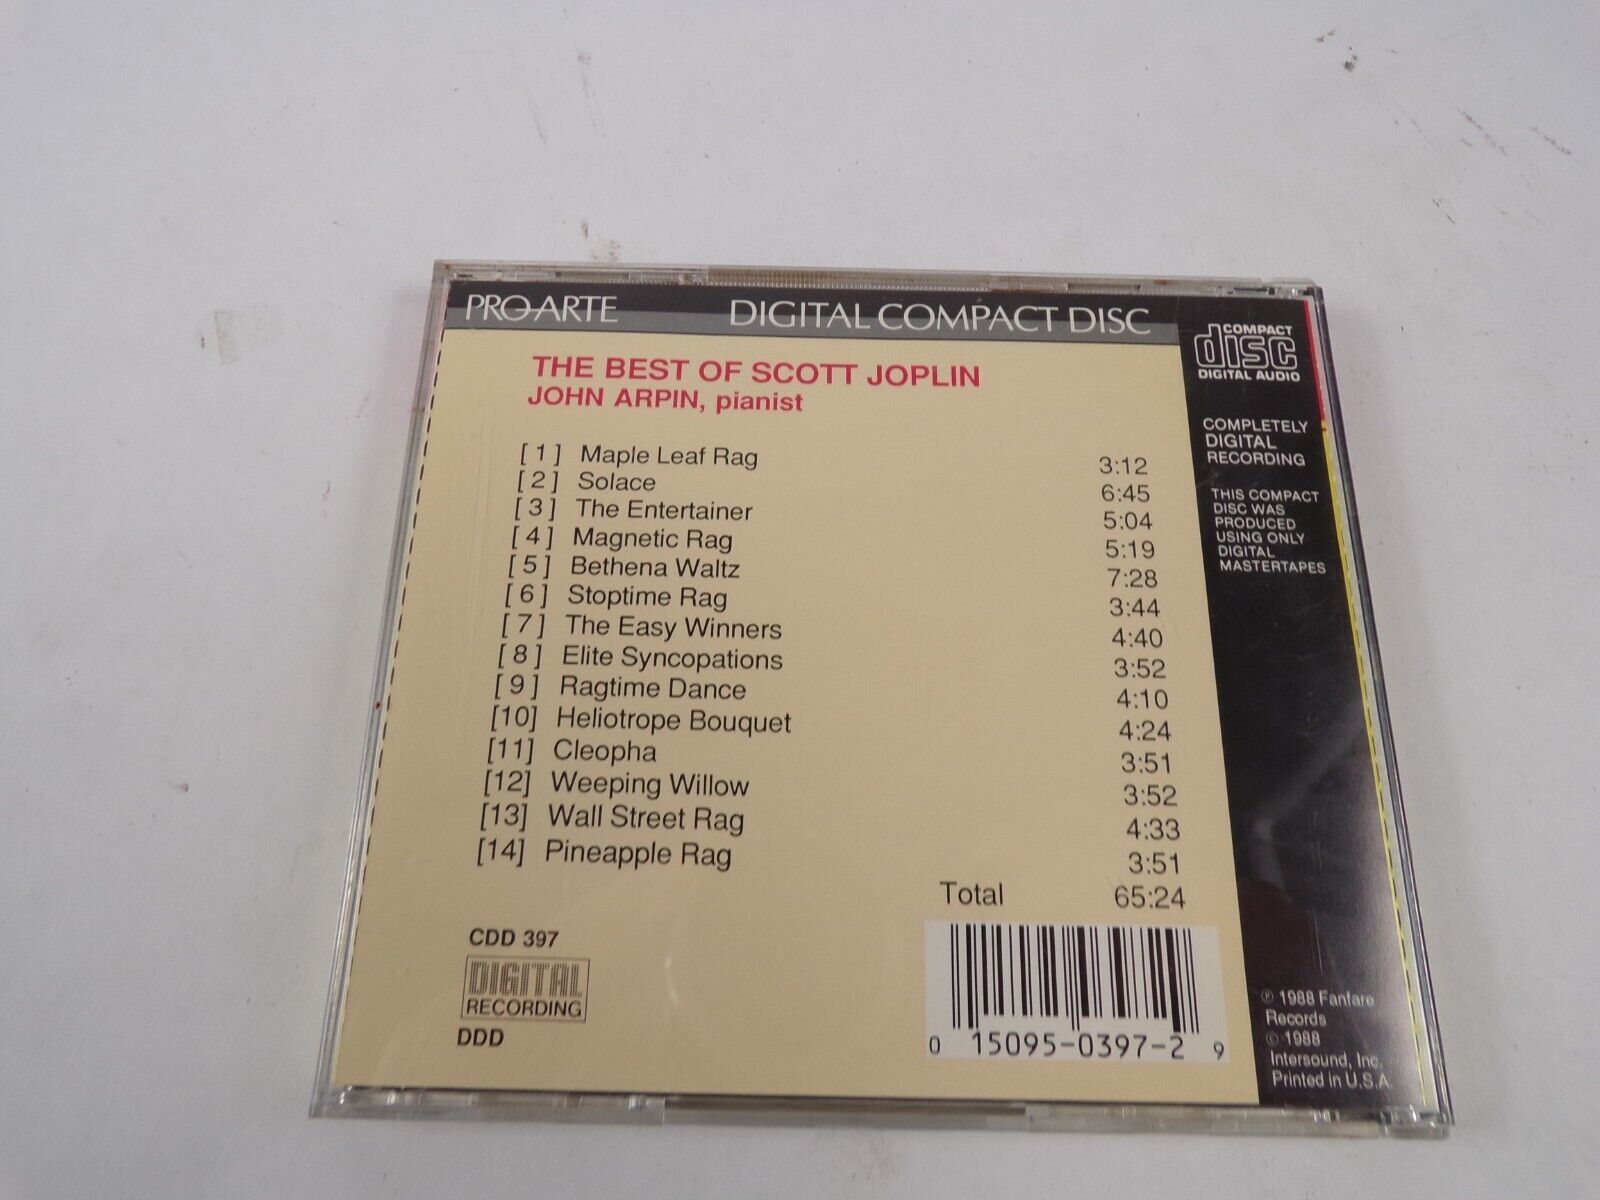 PRO-ARTE DIGITAL COMPACT DISC
THE BEST OF SCOTT JOPLIN
JOHN ARPIN, pianist
[ 1 ] Maple Leaf Rag 3:12
[ 2 ] Solace 6:45
[ 3 ] The Entertainer 5:04
[ 4 ] Magnetic Rag 5:19
[ 5 ] Bethena Waltz 7:28
[ 6 ] Stoptime Rag 3:44
[ 7 ] The Easy Winners 4:40
[ 8 ] Elite Syncopations 3:52
[ 9 ] Ragtime Dance 4:10
[10] Heliotrope Bouquet 4:24
[11] Cleopha 3:51
[12] Weeping Willow 3:52
[13] Wall Street Rag 4:33
[14] Pineapple Rag 3:51
Total 65:24
CDD 397
DIGITAL
RECORDING
DDD
0 15095-0397-2 9
COMPACT
disc
DIGITAL AUDIO
COMPLETELY
DIGITAL
RECORDING
THIS COMPACT
DISC WAS
PRODUCED
USING ONLY
DIGITAL
MASTERTAPES
℗ 1988 Fanfare
Records
© 1988
Intersound, Inc.
Printed in U.S.A.